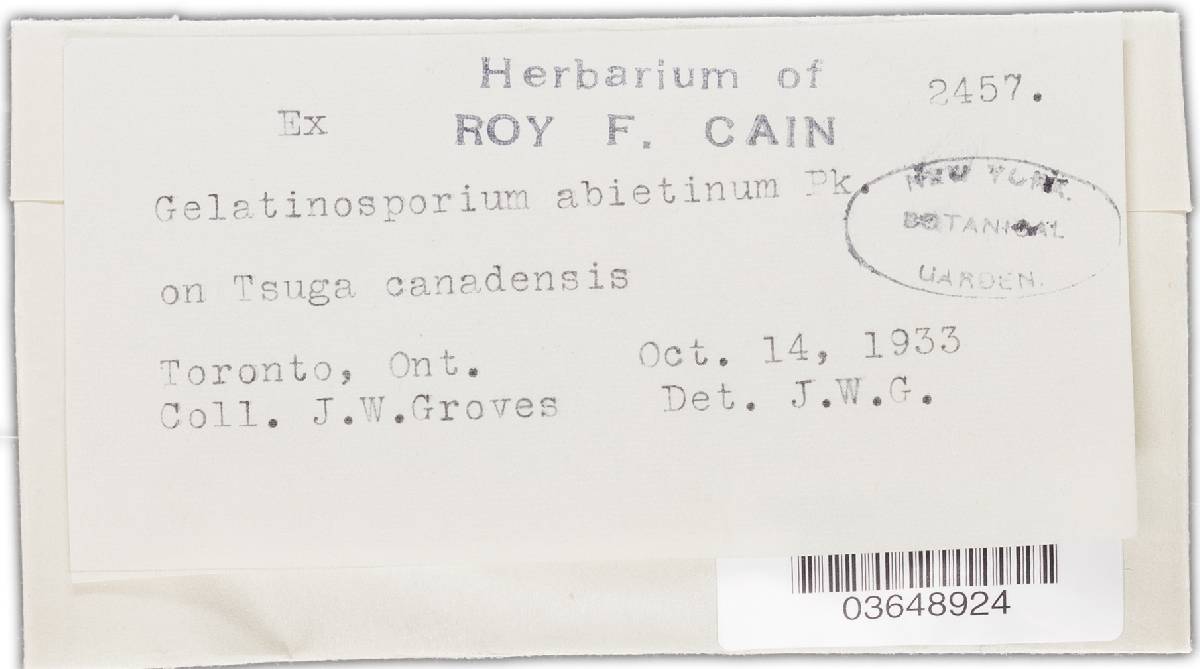 Herbarium of
2457.
Ex ROY F. CAIN
Gelatinosporium abietinum Pk.
NEW YORK
BOTANICAL
GARDEN.
on Tsuga canadensis
Toronto, Ont. Oct. 14, 1933
Coll. J.W.Groves Det. J.W.G.
03648924